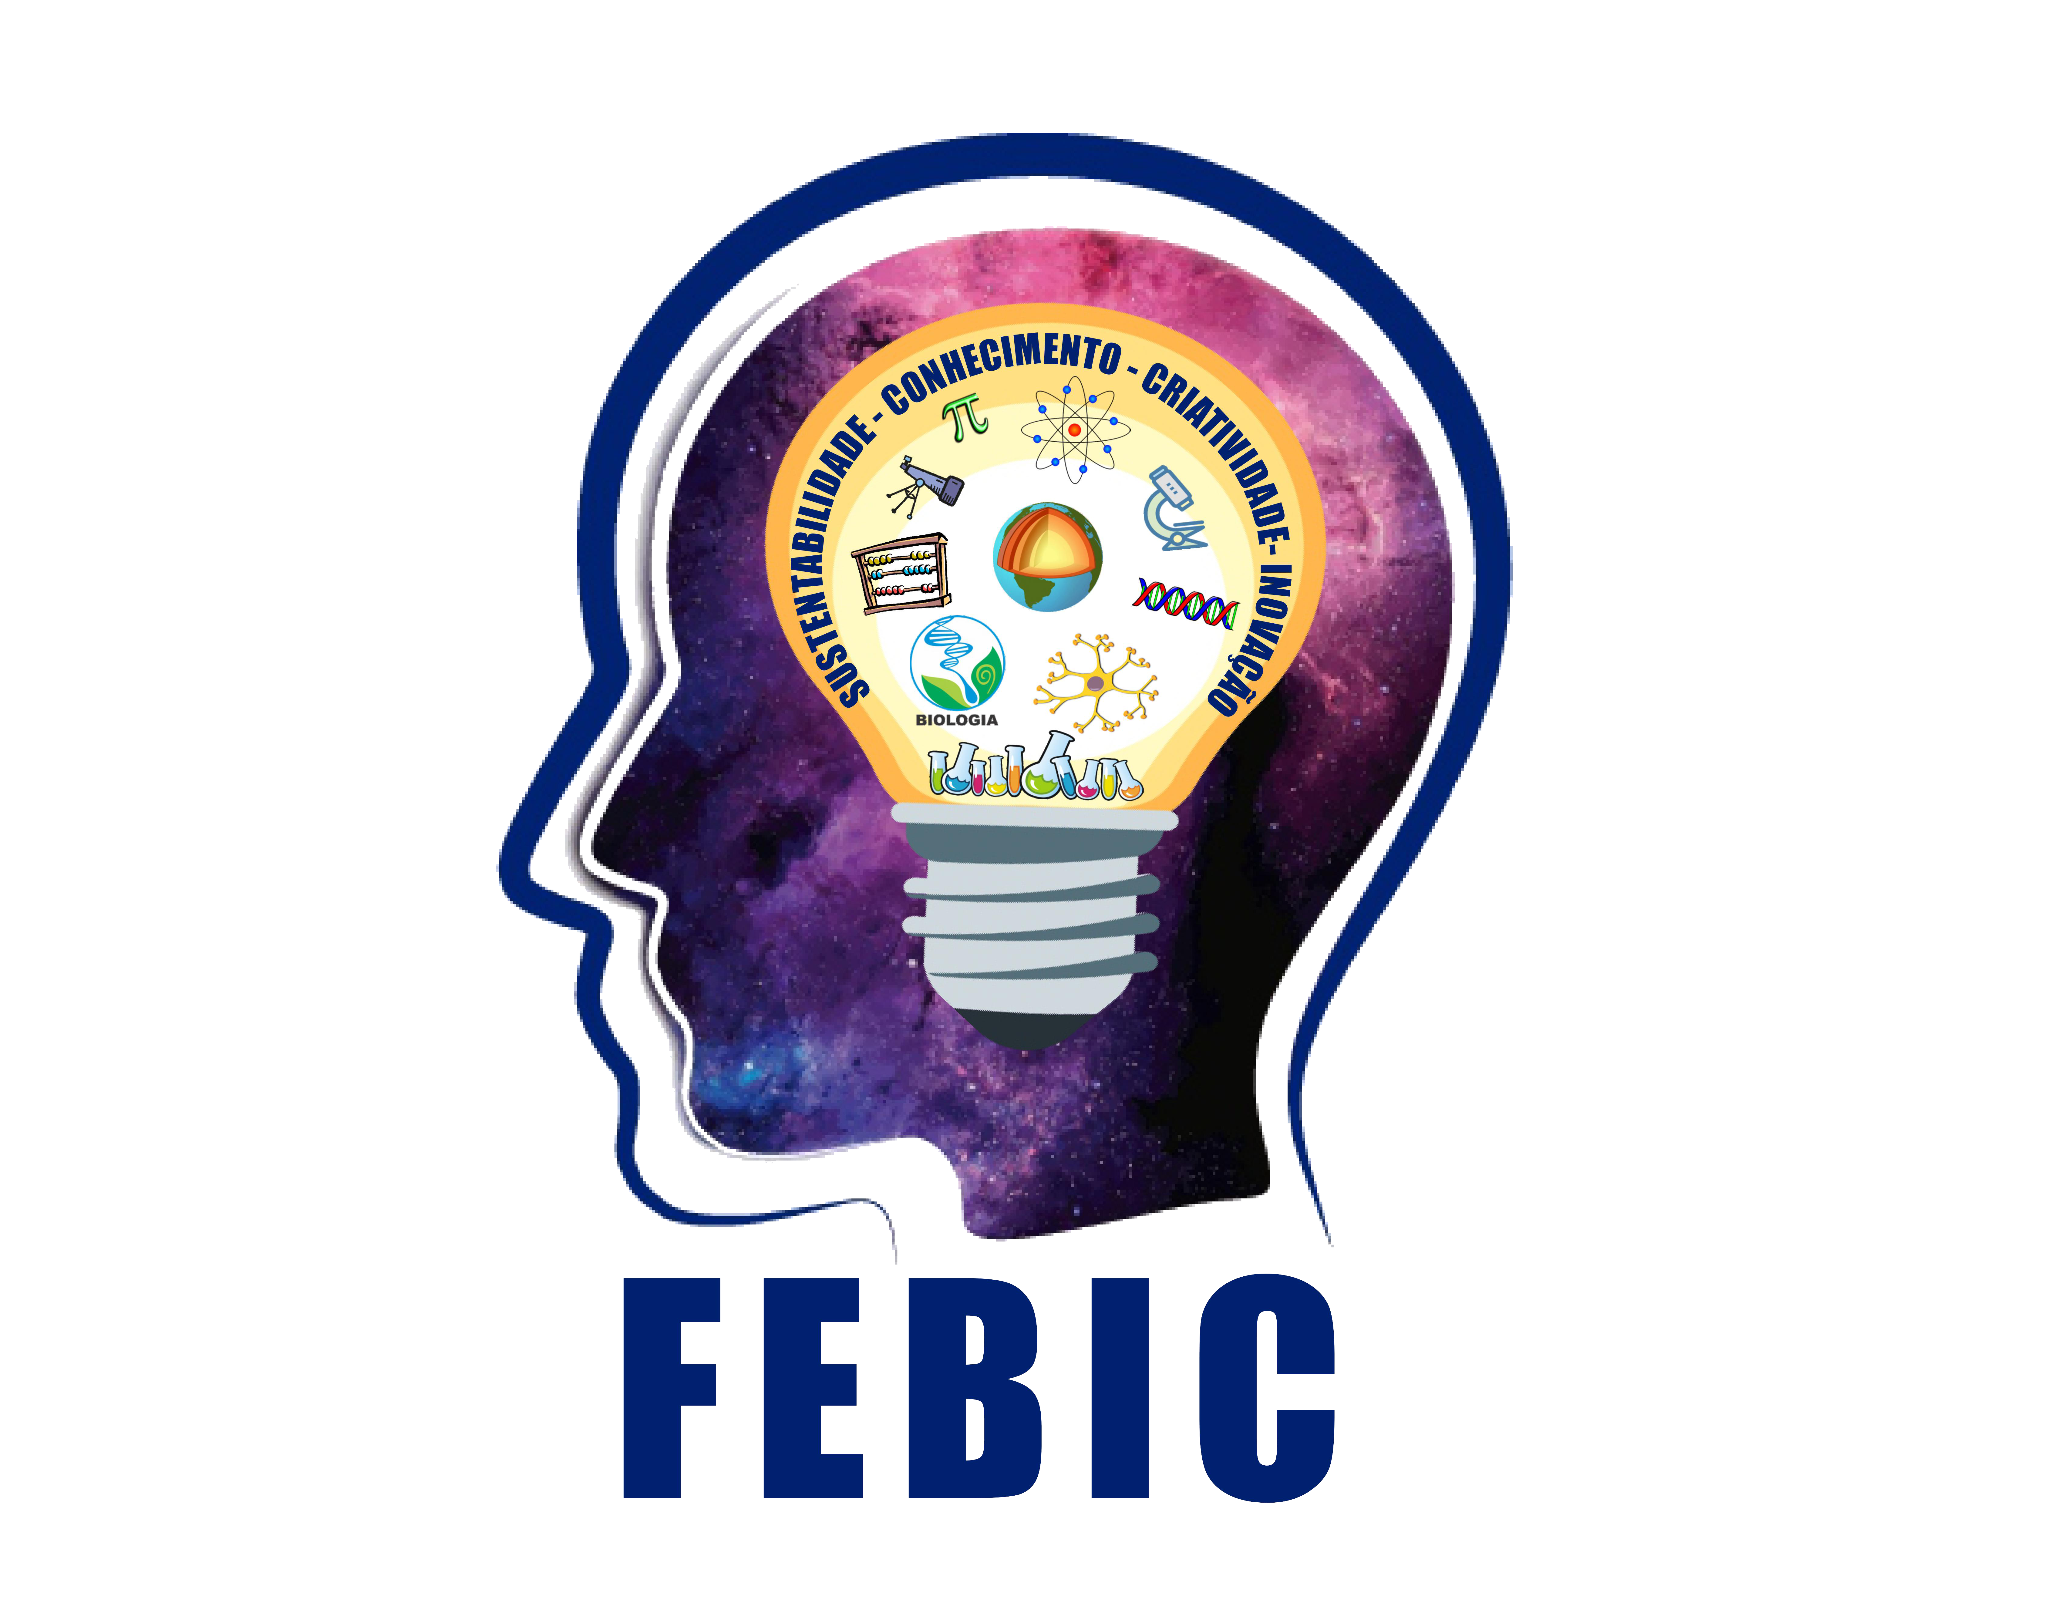 SUSTENTABILIDADE - CONHECIMENTO - CRIATIVIDADE- INOVAÇÃO
π
BIOLOGIA
FEBIC